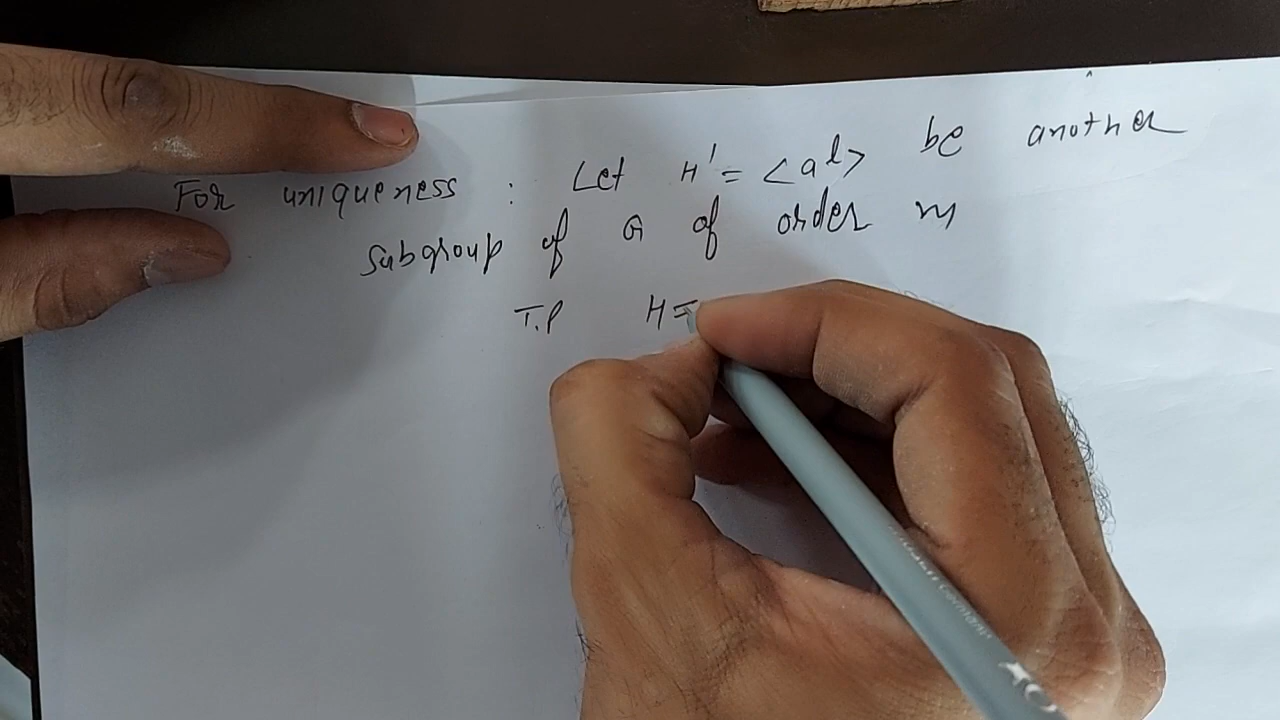 For uniqueness : Let H' = <a^l> be another
subgroup of G of order m
T.P H =